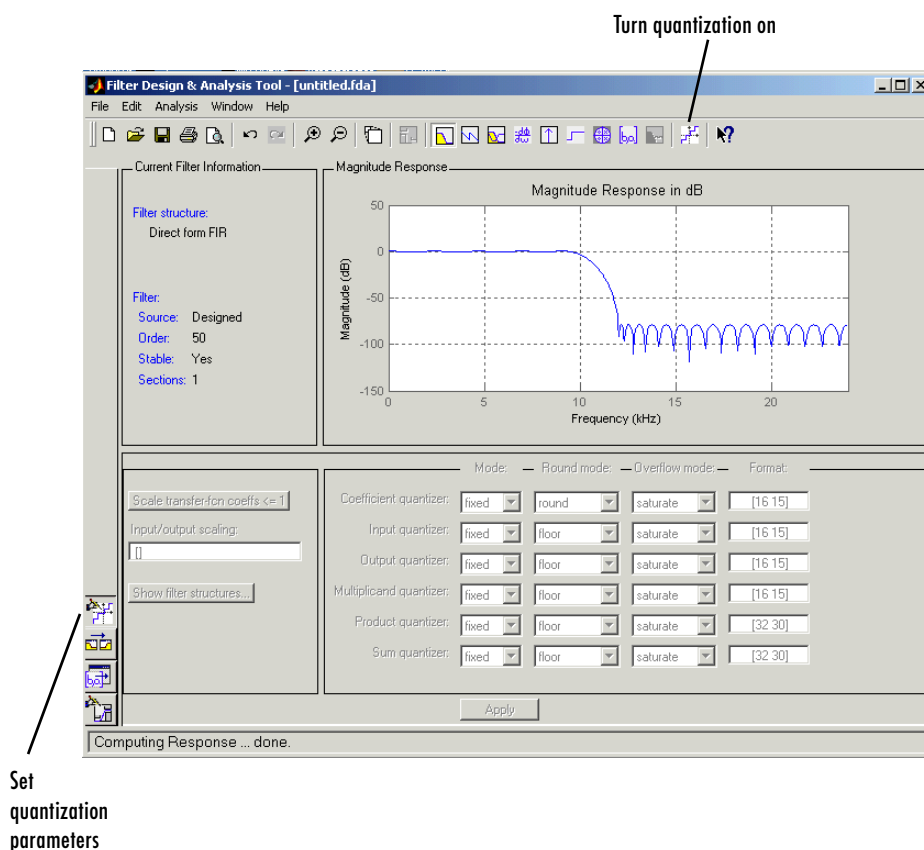 Turn quantization on
Filter Design & Analysis Tool - [untitled.fda]
File Edit Analysis Window Help
Current Filter Information
Filter structure:
Direct form FIR
Filter:
Source: Designed
Order: 50
Stable: Yes
Sections: 1
Magnitude Response
Magnitude Response in dB
Magnitude (dB)
50
0
-50
-100
-150
0 5 10 15 20
Frequency (kHz)
Scale transfer-fcn coeffs <= 1
Input/output scaling:
[]
Show filter structures...
Mode: Round mode: Overflow mode: Format:
Coefficient quantizer: fixed round saturate [16 15]
Input quantizer: fixed floor saturate [16 15]
Output quantizer: fixed floor saturate [16 15]
Multiplicand quantizer: fixed floor saturate [16 15]
Product quantizer: fixed floor saturate [32 30]
Sum quantizer: fixed floor saturate [32 30]
Apply
Computing Response ... done.
Set
quantization
parameters